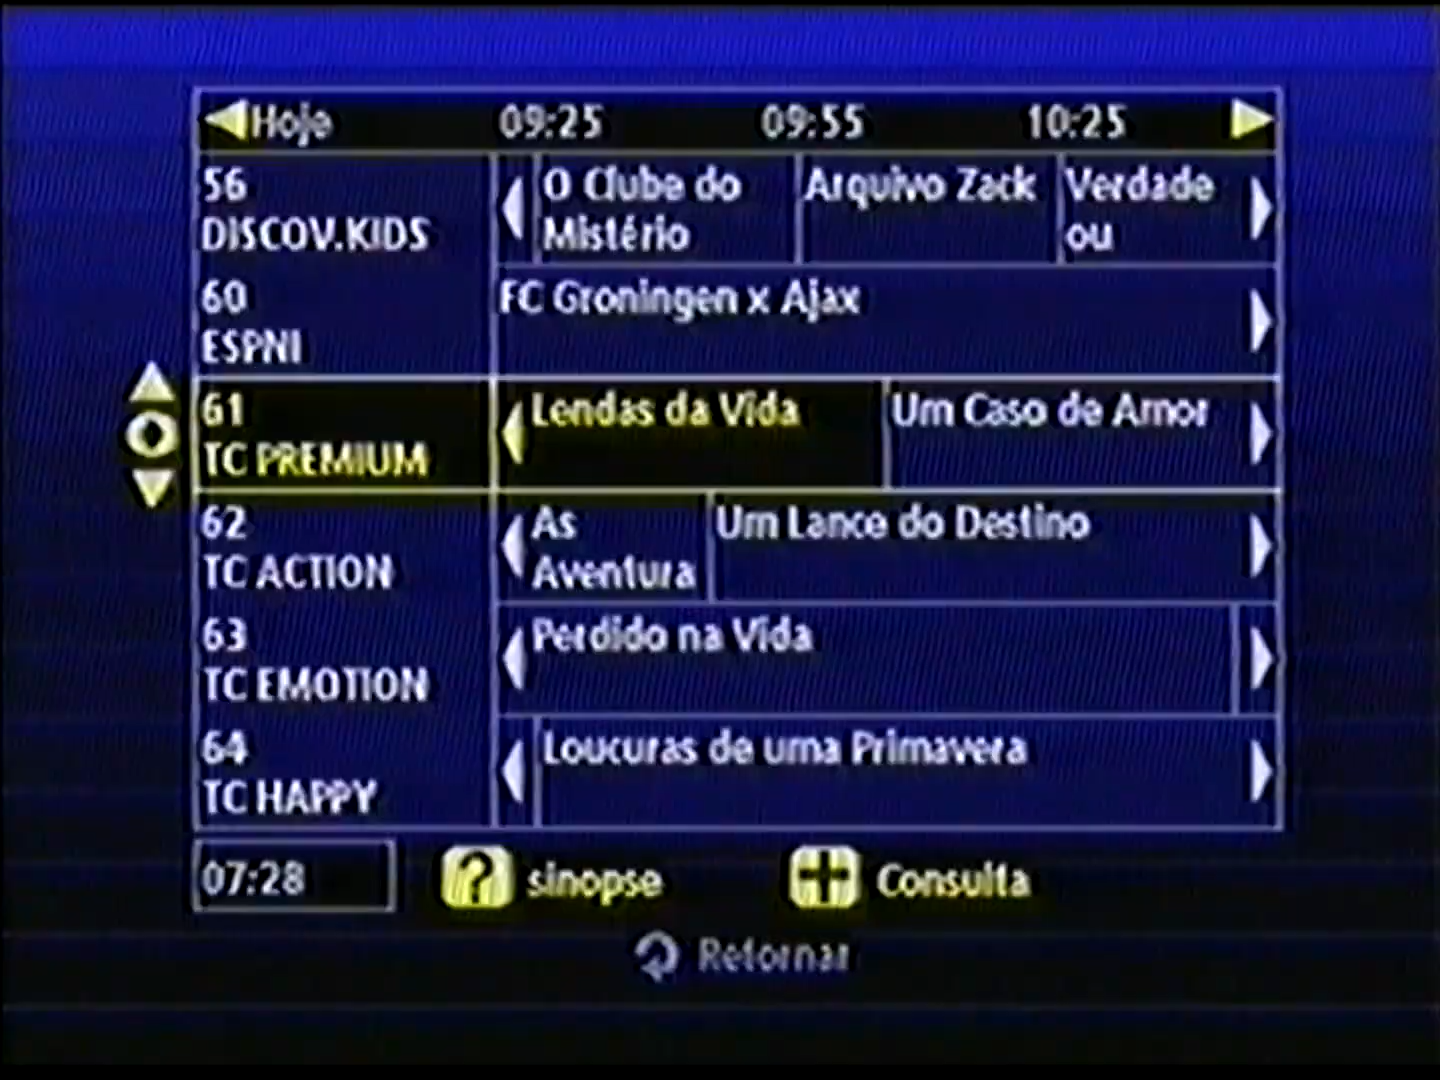 Hoje 09:25 09:55 10:25
56
DISCOV.KIDS
O Clube do
Mistério
Arquivo Zack
Verdade
ou
60
ESPNI
FC Groningen x Ajax
61
TC PREMIUM
Lendas da Vida
Um Caso de Amor
62
TC ACTION
As
Aventura
Um Lance do Destino
63
TC EMOTION
Perdido na Vida
64
TC HAPPY
Loucuras de uma Primavera
07:28
? sinopse
Consulta
Retornar